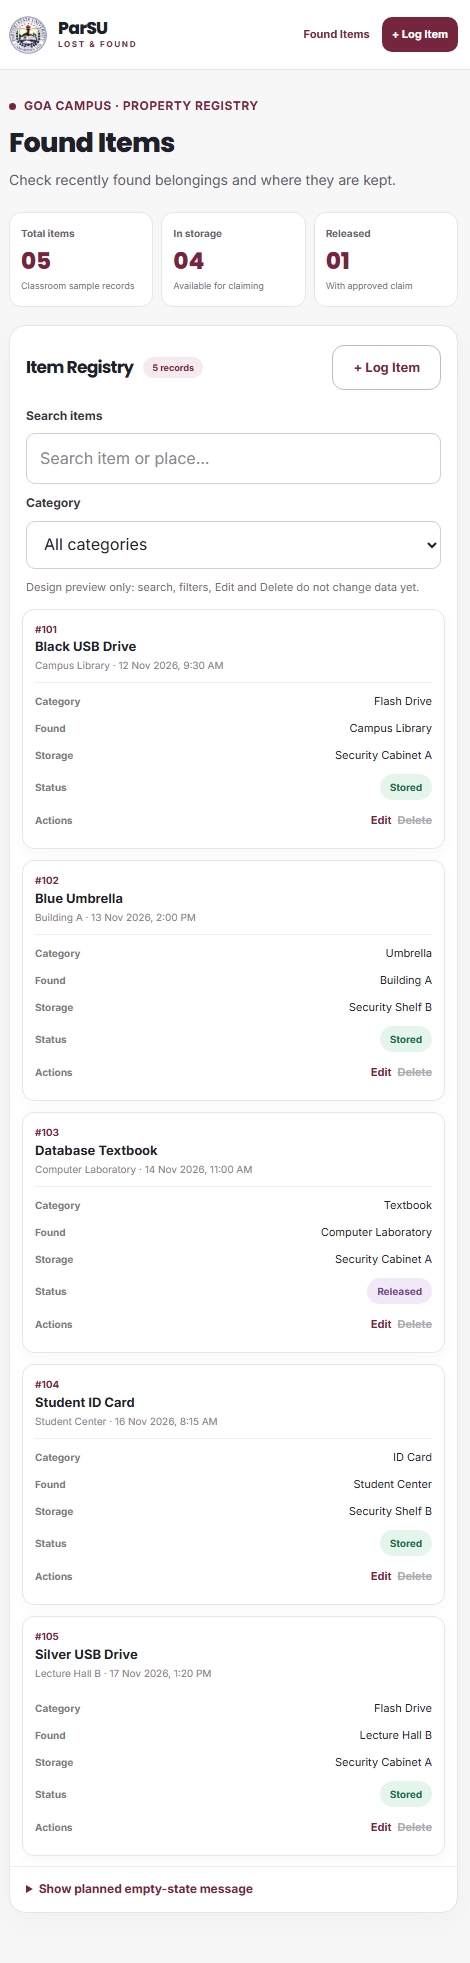 ParSU
LOST & FOUND
Found Items
+ Log Item
GOA CAMPUS · PROPERTY REGISTRY
Found Items
Check recently found belongings and where they are kept.
Total items
05
Classroom sample records
In storage
04
Available for claiming
Released
01
With approved claim
Item Registry
5 records
+ Log Item
Search items
Search item or place...
Category
All categories
Design preview only: search, filters, Edit and Delete do not change data yet.
#101
Black USB Drive
Campus Library · 12 Nov 2026, 9:30 AM
Category Flash Drive
Found Campus Library
Storage Security Cabinet A
Status Stored
Actions Edit Delete
#102
Blue Umbrella
Building A · 13 Nov 2026, 2:00 PM
Category Umbrella
Found Building A
Storage Security Shelf B
Status Stored
Actions Edit Delete
#103
Database Textbook
Computer Laboratory · 14 Nov 2026, 11:00 AM
Category Textbook
Found Computer Laboratory
Storage Security Cabinet A
Status Released
Actions Edit Delete
#104
Student ID Card
Student Center · 16 Nov 2026, 8:15 AM
Category ID Card
Found Student Center
Storage Security Shelf B
Status Stored
Actions Edit Delete
#105
Silver USB Drive
Lecture Hall B · 17 Nov 2026, 1:20 PM
Category Flash Drive
Found Lecture Hall B
Storage Security Cabinet A
Status Stored
Actions Edit Delete
Show planned empty-state message